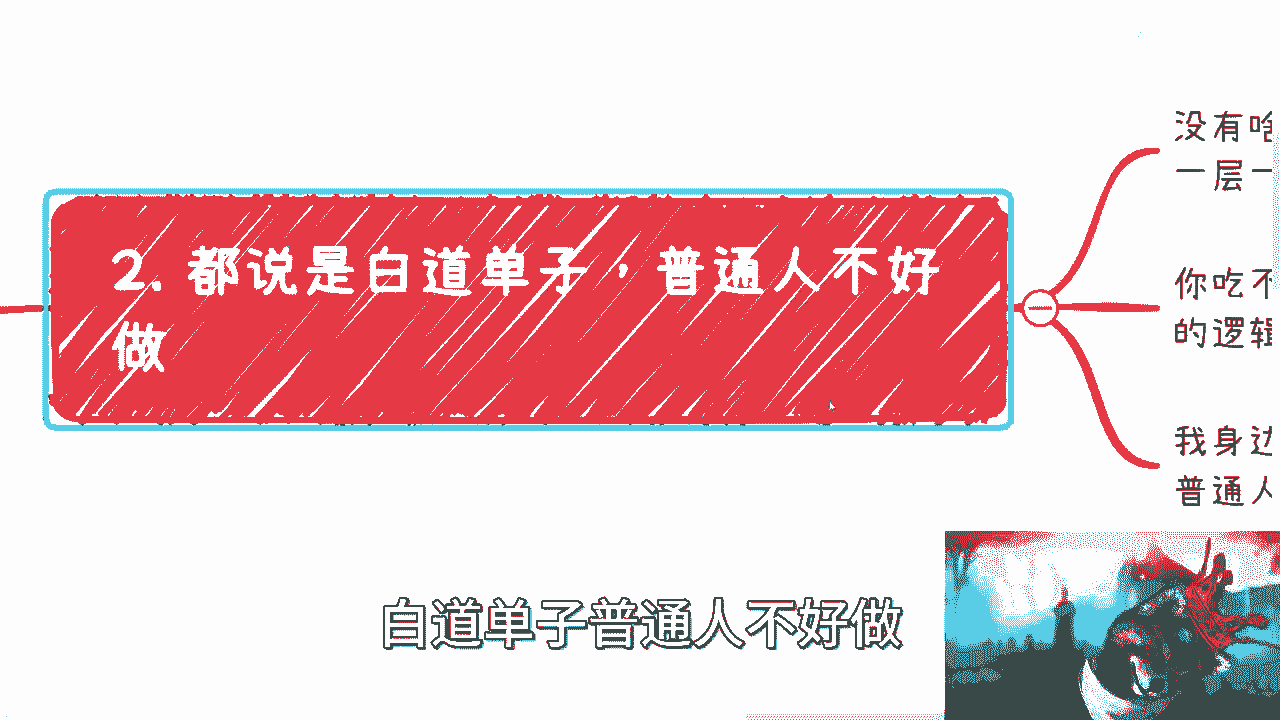 2. 都说是白道单子，普通人不好
做
没有啥
一层一
你吃不
的逻辑
我身边
普通人
白道单子普通人不好做